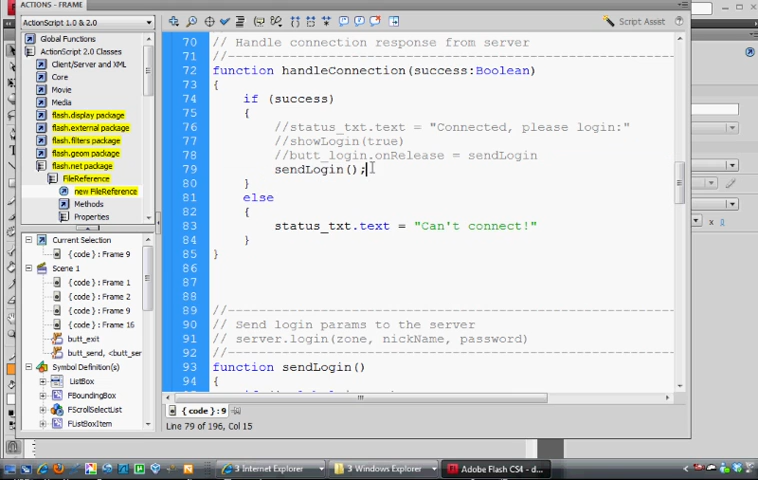 ACTIONS - FRAME
ActionScript 1.0 & 2.0
Script Assist
Global Functions
ActionScript 2.0 Classes
Client/Server and XML
Core
Movie
Media
flash.display package
flash.external package
flash.filters package
flash.geom package
flash.net package
FileReference
new FileReference
Methods
Properties
Current Selection
{ code } : Frame 9
Scene 1
{ code } : Frame 1
{ code } : Frame 2
{ code } : Frame 9
{ code } : Frame 16
butt_exit
butt_send, <butt_ser
Symbol Definition(s)
ListBox
FBoundingBox
FScrollSelectList
FListBoxItem
70 // Handle connection response from server
71 //----------------------------------------------------------
72 function handleConnection(success:Boolean)
73 {
74 if (success)
75 {
76 //status_txt.text = "Connected, please login:"
77 //showLogin(true)
78 //butt_login.onRelease = sendLogin
79 sendLogin();
80 }
81 else
82 {
83 status_txt.text = "Can't connect!"
84 }
85 }
86
87
88
89 //----------------------------------------------------------
90 // Send login params to the server
91 // server.login(zone, nickName, password)
92 //----------------------------------------------------------
93 function sendLogin()
94 {
{ code } : 9
Line 79 of 196, Col 15
3 Internet Explorer
3 Windows Explorer
Adobe Flash CS4 - d...